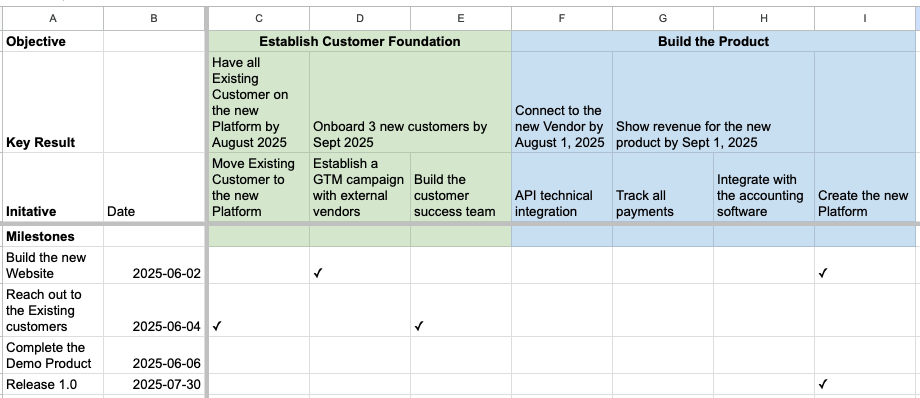 A B C D E F G H I
Objective Establish Customer Foundation Build the Product
Key Result
Have all
Existing
Customer on
the new
Platform by
August 2025
Onboard 3 new customers by
Sept 2025
Connect to the
new Vendor by
August 1, 2025
Show revenue for the new
product by Sept 1, 2025
Initative Date
Move Existing
Customer to
the new
Platform
Establish a
GTM campaign
with external
vendors
Build the
customer
success team
API technical
integration
Track all
payments
Integrate with
the accounting
software
Create the new
Platform
Milestones
Build the new
Website 2025-06-02 ✓ ✓
Reach out to
the Existing
customers 2025-06-04 ✓ ✓
Complete the
Demo Product 2025-06-06
Release 1.0 2025-07-30 ✓